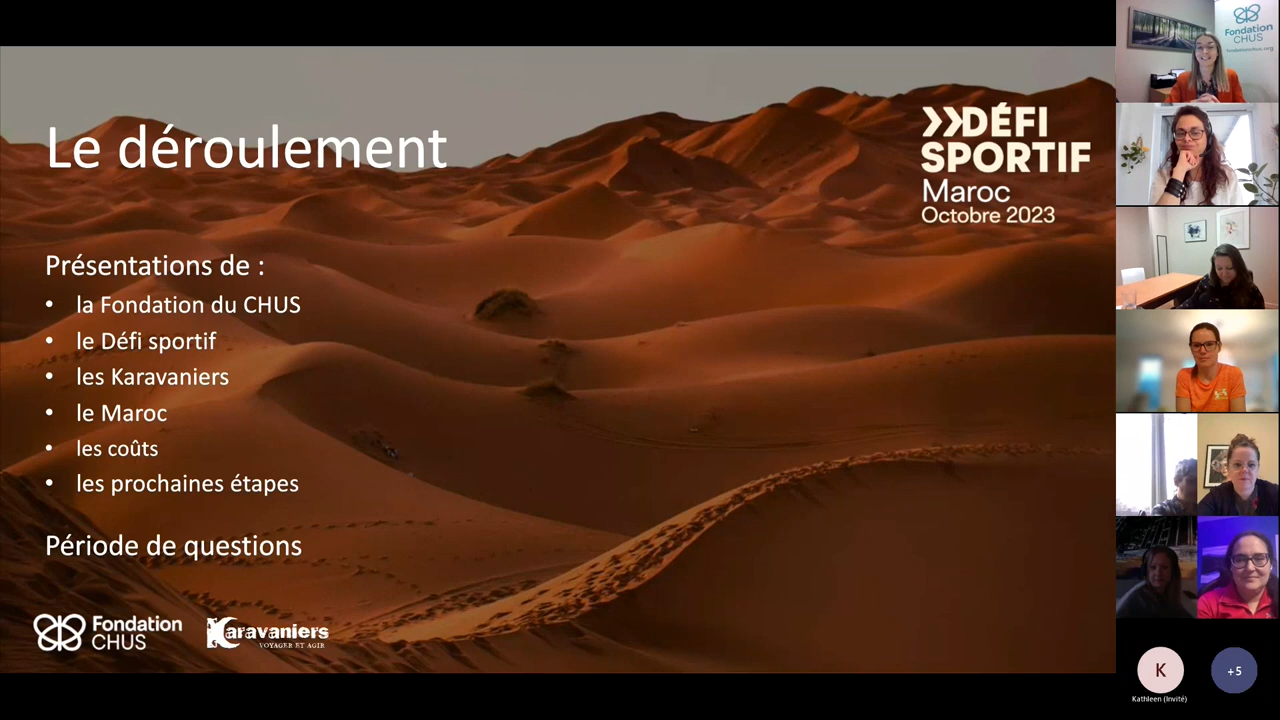 Le déroulement
»DÉFI
SPORTIF
Maroc
Octobre 2023
Présentations de :
• la Fondation du CHUS
• le Défi sportif
• les Karavaniers
• le Maroc
• les coûts
• les prochaines étapes
Période de questions
Fondation
CHUS
Karavaniers
VOYAGER ET AGIR
Fondation
CHUS
fondationchus.org
K
+5
Kathleen (Invité)